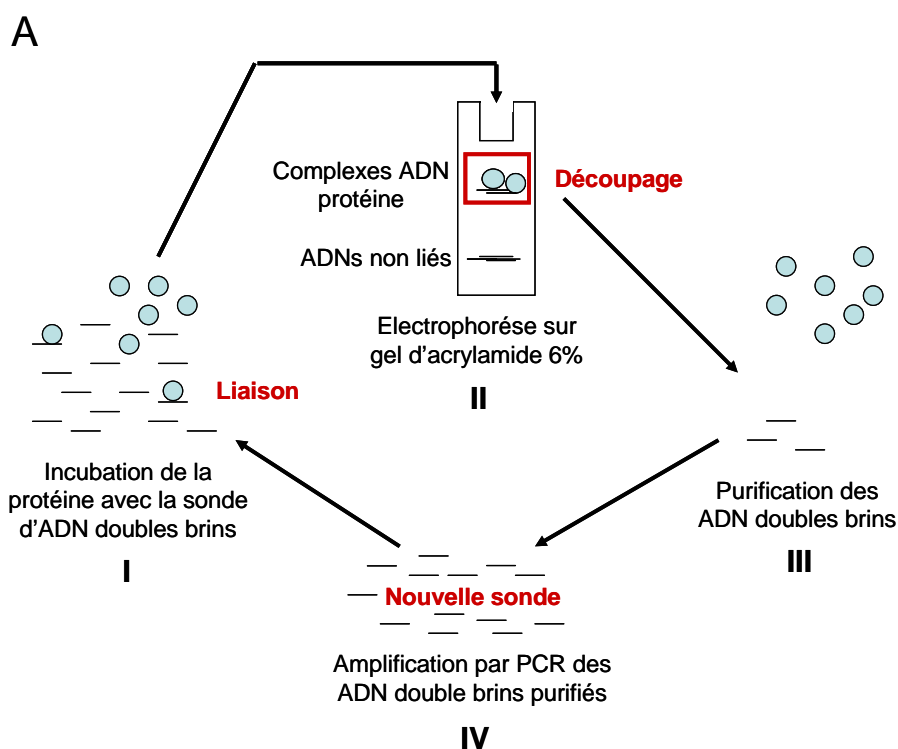 A
Complexes ADN
protéine
Découpage
ADNs non liés
Electrophorése sur
gel d'acrylamide 6%
II
Liaison
Incubation de la
protéine avec la sonde
d'ADN doubles brins
I
Purification des
ADN doubles brins
III
Nouvelle sonde
Amplification par PCR des
ADN double brins purifiés
IV